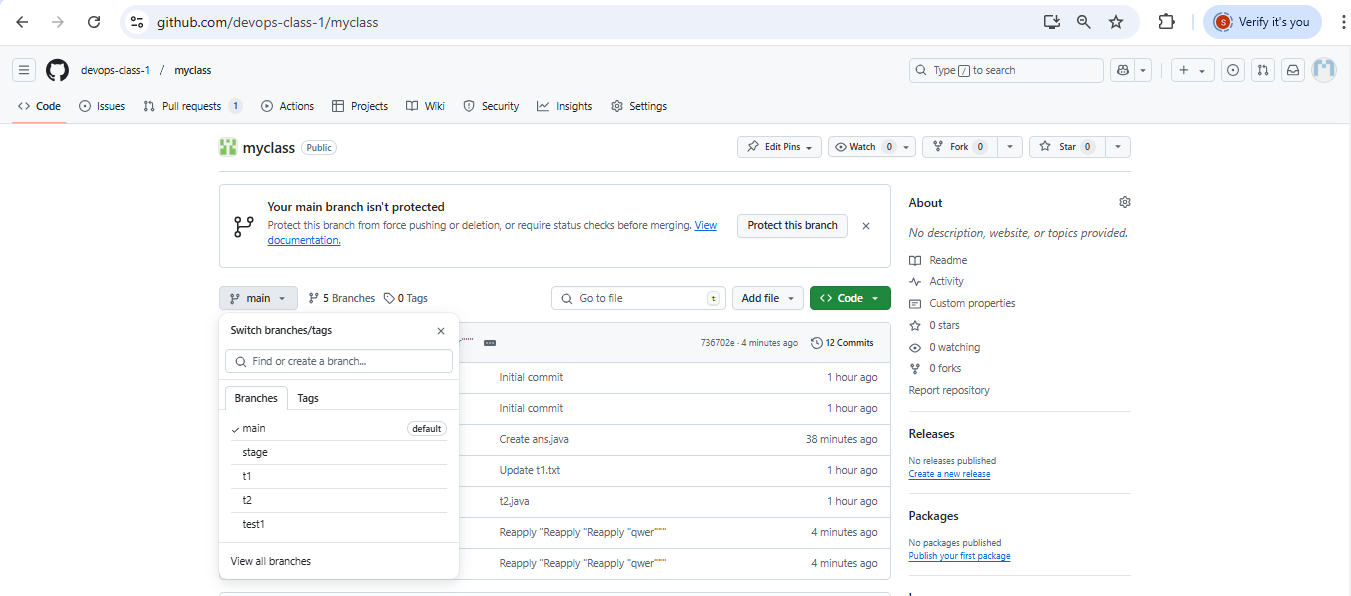 github.com/devops-class-1/myclass
Verify it's you
devops-class-1 / myclass
Type / to search
Code Issues Pull requests 1 Actions Projects Wiki Security Insights Settings
myclass Public
Edit Pins Watch 0 Fork 0 Star 0
Your main branch isn't protected
Protect this branch from force pushing or deletion, or require status checks before merging. View
documentation.
Protect this branch
main 5 Branches 0 Tags
Go to file t
Add file
Code
Switch branches/tags
Find or create a branch...
Branches Tags
main default
stage
t1
t2
test1
View all branches
736702e · 4 minutes ago 12 Commits
Initial commit 1 hour ago
Initial commit 1 hour ago
Create ans.java 38 minutes ago
Update t1.txt 1 hour ago
t2.java 1 hour ago
Reapply "Reapply "Reapply "qwer"""" 4 minutes ago
Reapply "Reapply "Reapply "qwer"""" 4 minutes ago
About
No description, website, or topics provided.
Readme
Activity
Custom properties
0 stars
0 watching
0 forks
Report repository
Releases
No releases published
Create a new release
Packages
No packages published
Publish your first package